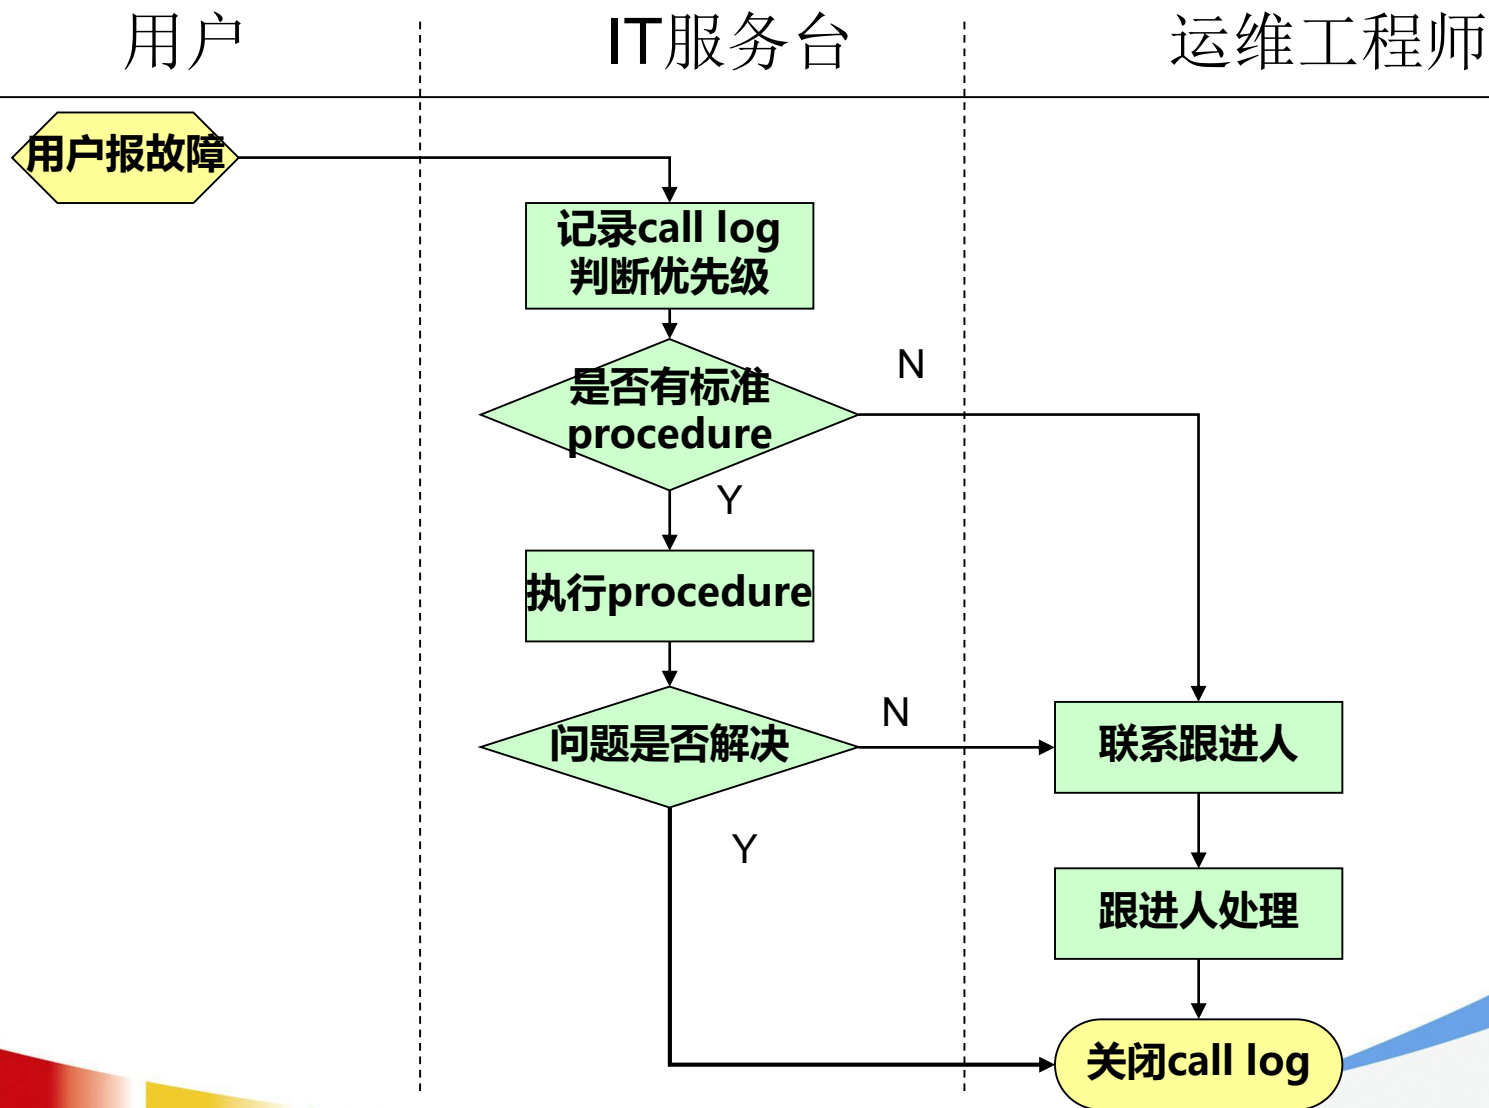 用户
IT服务台
运维工程师
用户报故障
记录call log
判断优先级
是否有标准
procedure
N
Y
执行procedure
问题是否解决
N
联系跟进人
Y
跟进人处理
关闭call log